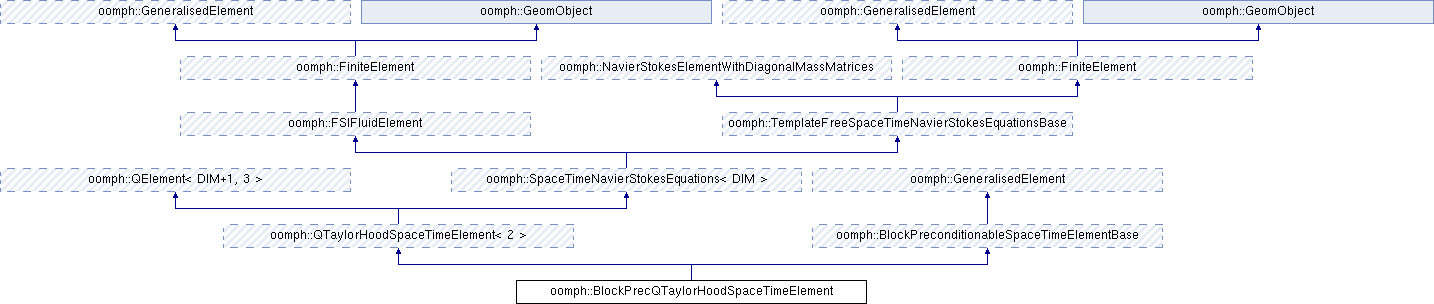 oomph::GeneralisedElement
oomph::GeomObject
oomph::GeneralisedElement
oomph::GeomObject
oomph::FiniteElement
oomph::NavierStokesElementWithDiagonalMassMatrices
oomph::FiniteElement
oomph::FSIFluidElement
oomph::TemplateFreeSpaceTimeNavierStokesEquationsBase
oomph::QElement< DIM+1, 3 >
oomph::SpaceTimeNavierStokesEquations< DIM >
oomph::GeneralisedElement
oomph::QTaylorHoodSpaceTimeElement< 2 >
oomph::BlockPreconditionableSpaceTimeElementBase
oomph::BlockPrecQTaylorHoodSpaceTimeElement